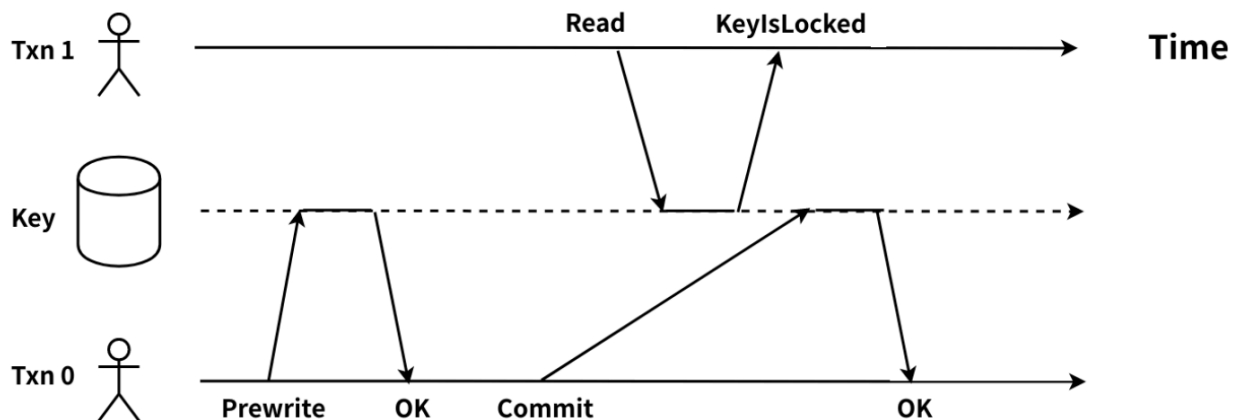 Read KeyIsLocked
Txn 1
Time
Key
Txn 0
Prewrite OK Commit OK